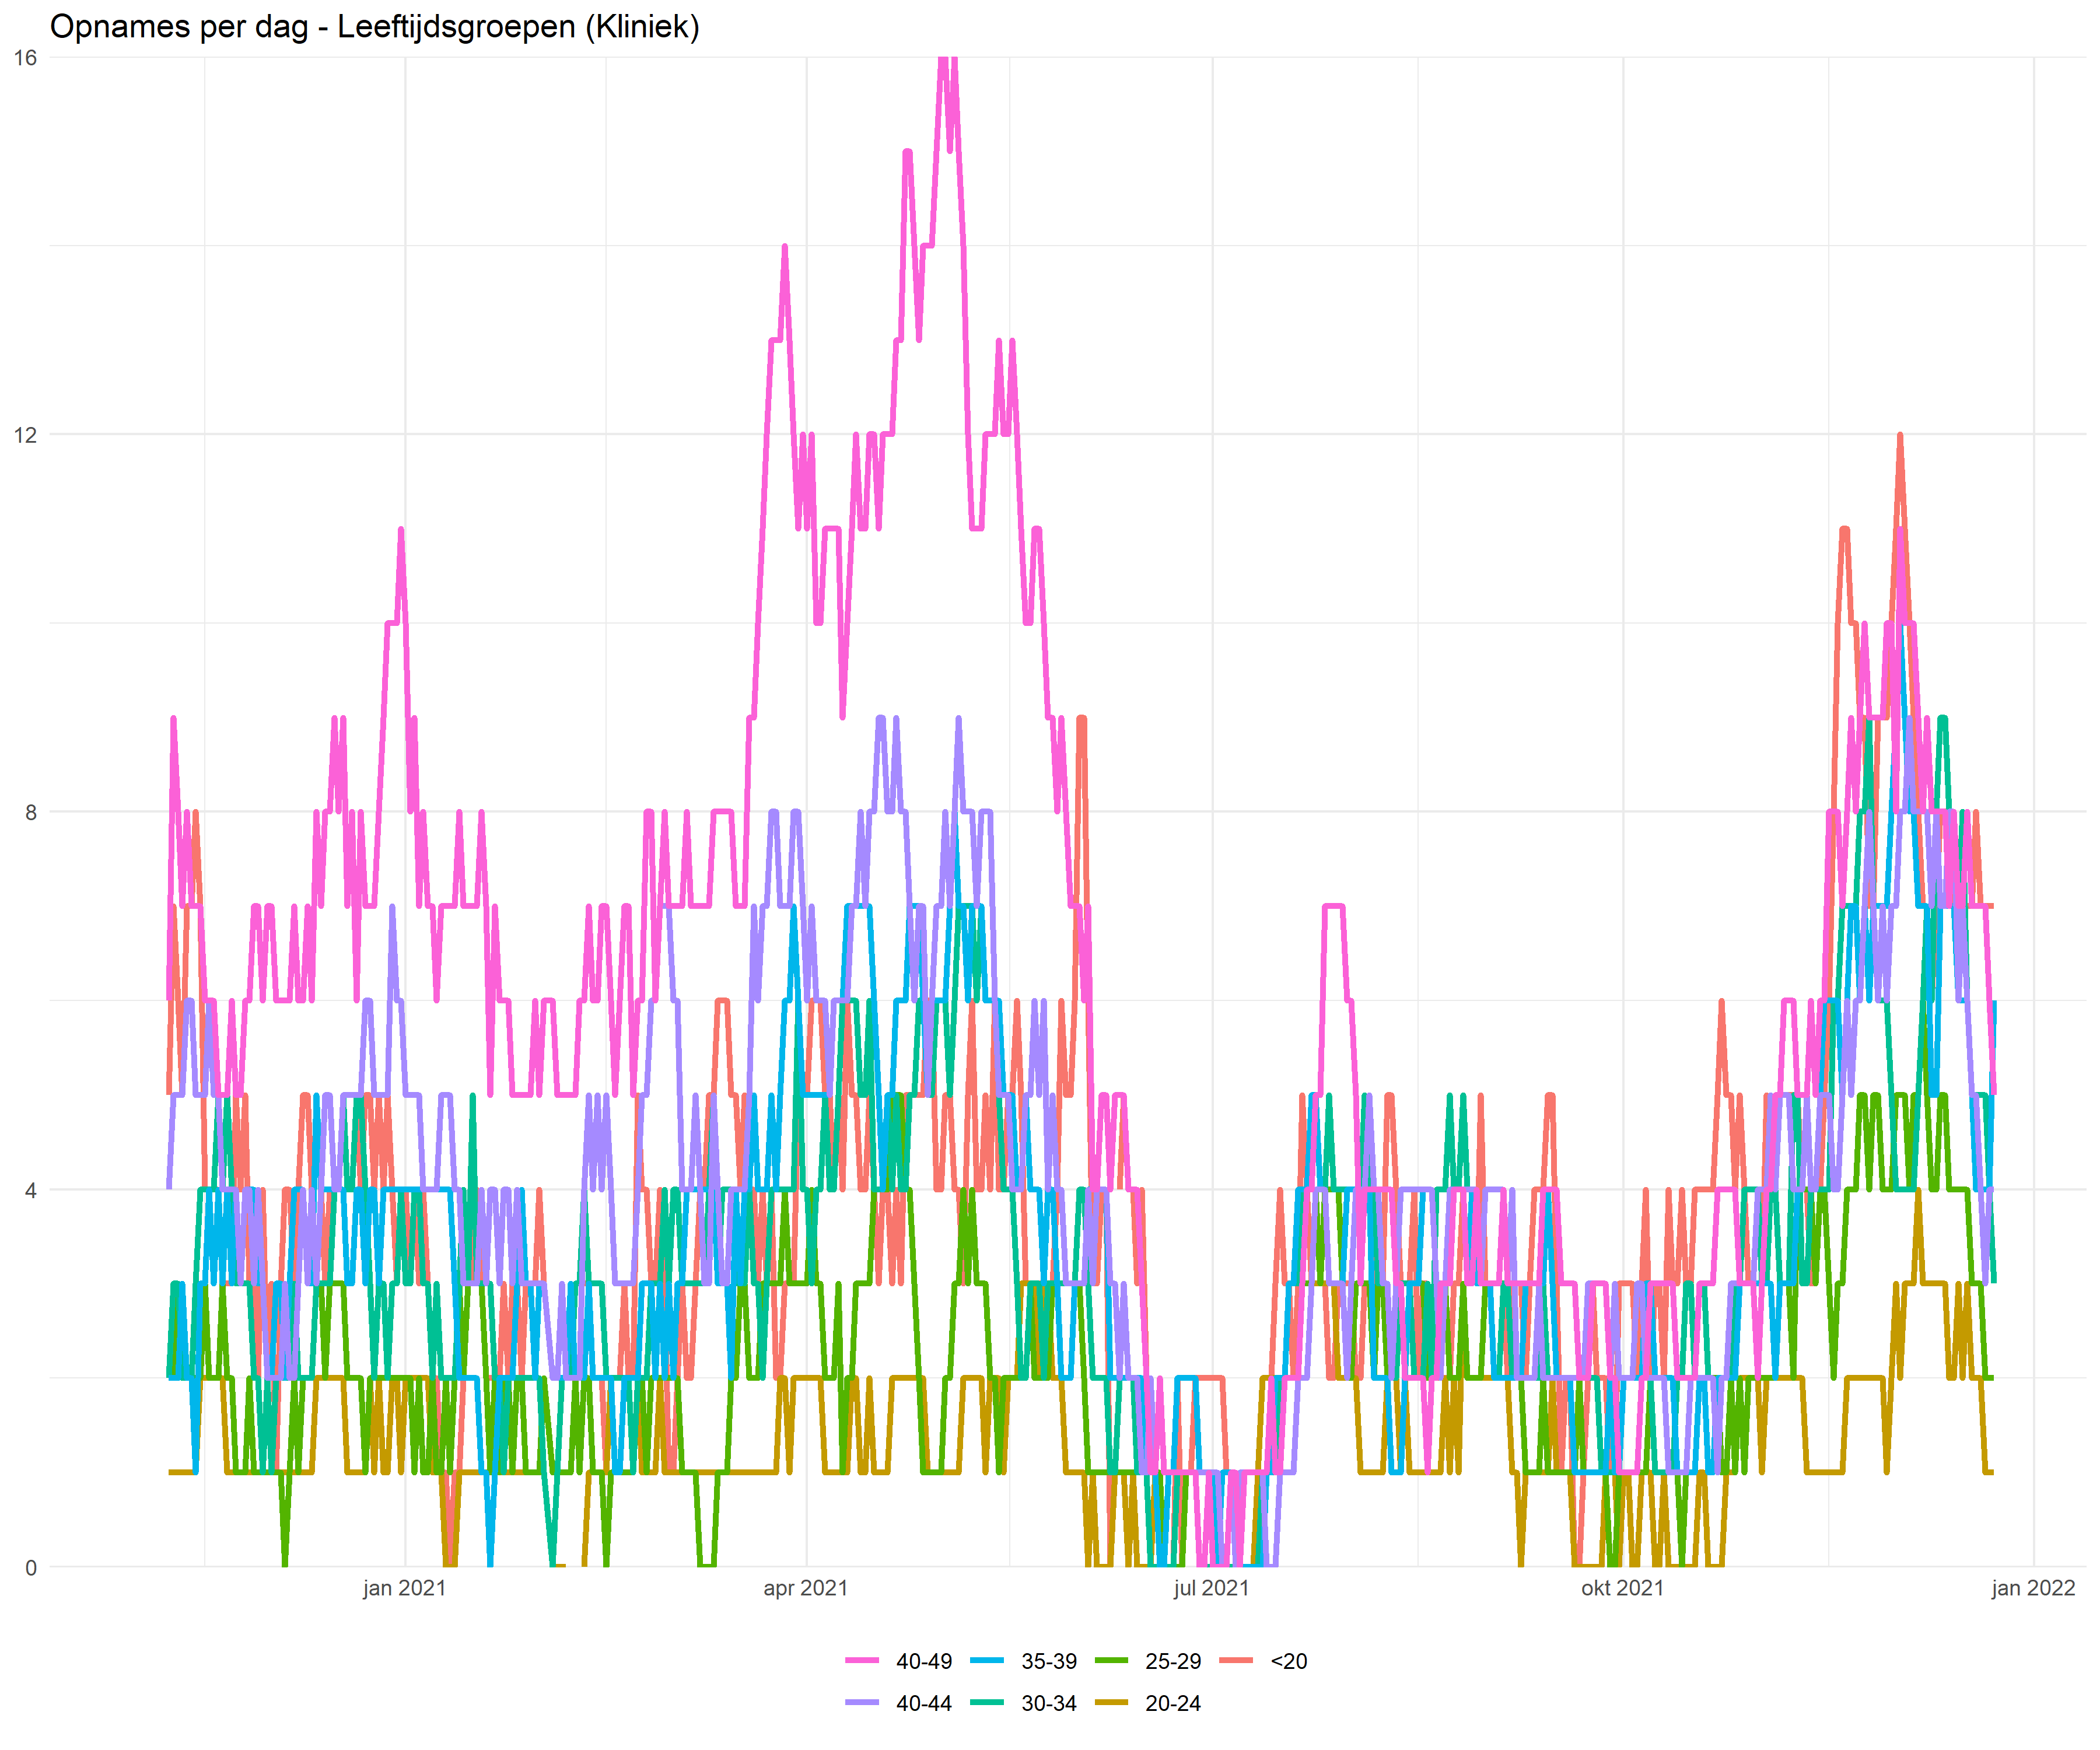 Opnames per dag - Leeftijdsgroepen (Kliniek)
16
12
8
4
0
jan 2021 apr 2021 jul 2021 okt 2021 jan 2022
40-49 35-39 25-29 <20
40-44 30-34 20-24